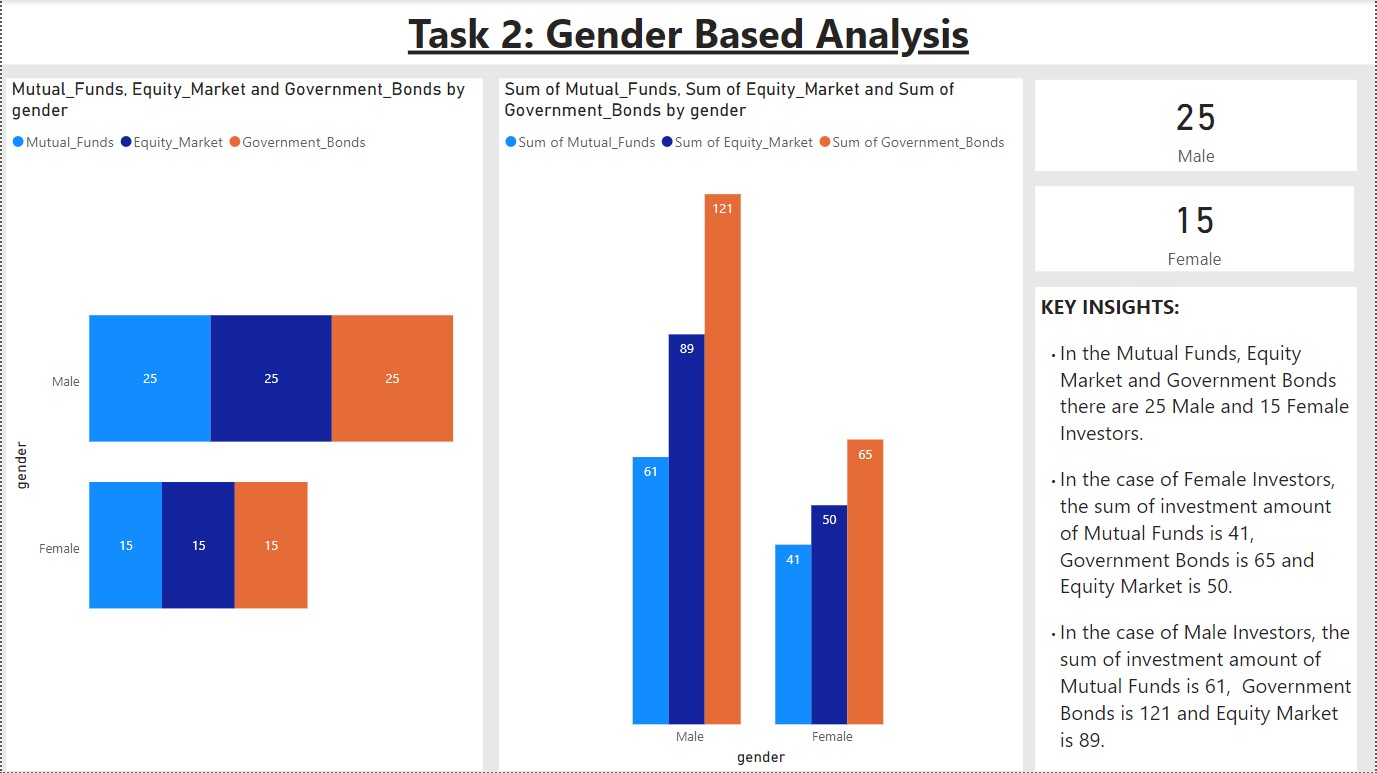 Task 2: Gender Based Analysis
Mutual_Funds, Equity_Market and Government_Bonds by
gender
Mutual_Funds Equity_Market Government_Bonds
gender
Male
25 25 25
Female
15 15 15
Sum of Mutual_Funds, Sum of Equity_Market and Sum of
Government_Bonds by gender
Sum of Mutual_Funds Sum of Equity_Market Sum of Government_Bonds
61 89 121
41 50 65
Male Female
gender
25
Male
15
Female
KEY INSIGHTS:
• In the Mutual Funds, Equity
Market and Government Bonds
there are 25 Male and 15 Female
Investors.
• In the case of Female Investors,
the sum of investment amount
of Mutual Funds is 41,
Government Bonds is 65 and
Equity Market is 50.
• In the case of Male Investors, the
sum of investment amount of
Mutual Funds is 61, Government
Bonds is 121 and Equity Market
is 89.